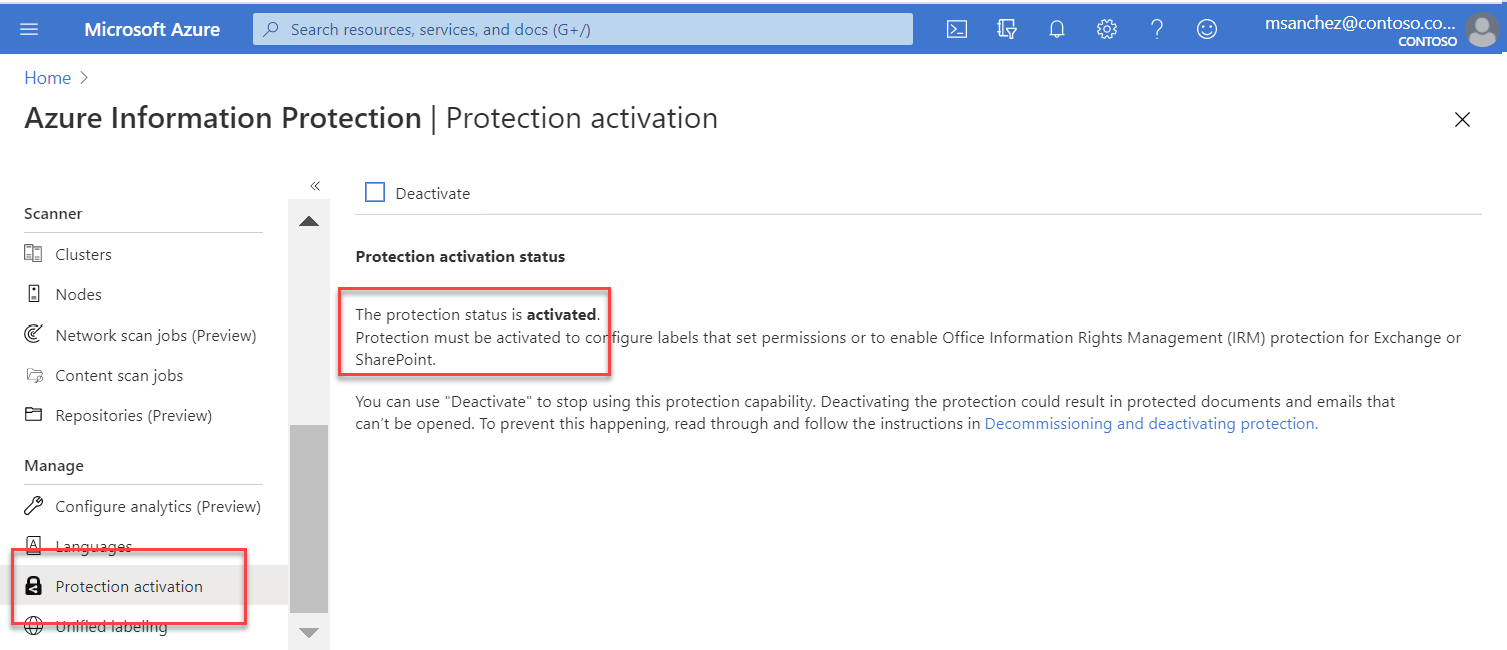 Microsoft Azure
Search resources, services, and docs (G+/)
msanchez@contoso.co...
CONTOSO
Home
Azure Information Protection | Protection activation
Deactivate
Scanner
Clusters
Nodes
Network scan jobs (Preview)
Content scan jobs
Repositories (Preview)
Manage
Configure analytics (Preview)
Languages
Protection activation
Unified labeling
Protection activation status
The protection status is activated.
Protection must be activated to configure labels that set permissions or to enable Office Information Rights Management (IRM) protection for Exchange or
SharePoint.
You can use "Deactivate" to stop using this protection capability. Deactivating the protection could result in protected documents and emails that
can't be opened. To prevent this happening, read through and follow the instructions in Decommissioning and deactivating protection.